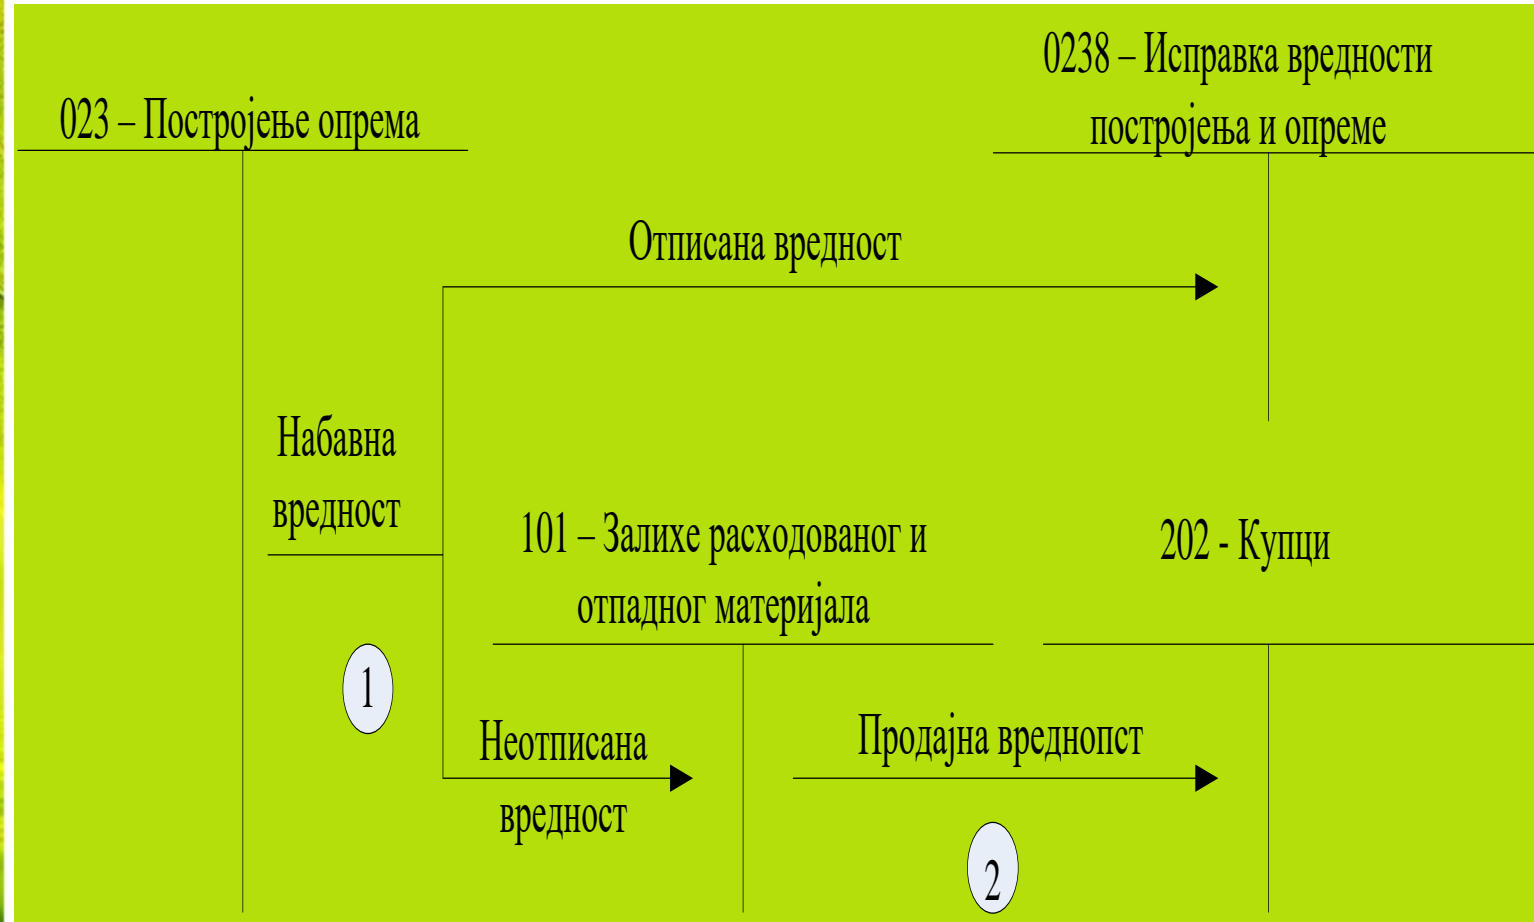 0238 – Исправка вредности
постројења и опреме
023 – Постројење опрема
Отписана вредност
Набавна
вредност
101 – Залихе расходованог и
отпадног материјала
202 - Купци
1
Неотписана
вредност
Продајна вреднопст
2